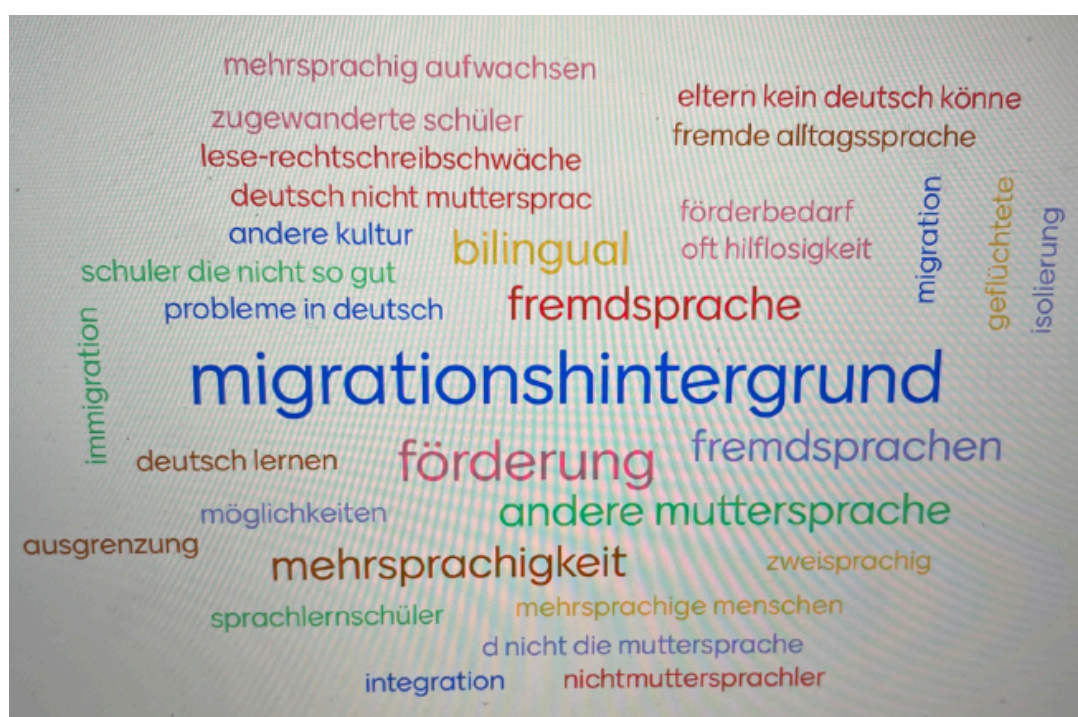 mehrsprachig aufwachsen
eltern kein deutsch könne
zugewanderte schüler
fremde alltagssprache
lese-rechtschreibschwäche
deutsch nicht muttersprac
förderbedarf
migration
geflüchtete
isolierung
andere kultur
bilingual
oft hilflosigkeit
schuler die nicht so gut
probleme in deutsch
fremdsprache
immigration
migrationshintergrund
deutsch lernen
förderung
fremdsprachen
möglichkeiten
andere muttersprache
ausgrenzung
mehrsprachigkeit
zweisprachig
sprachlernschüler
mehrsprachige menschen
d nicht die muttersprache
integration
nichtmuttersprachler